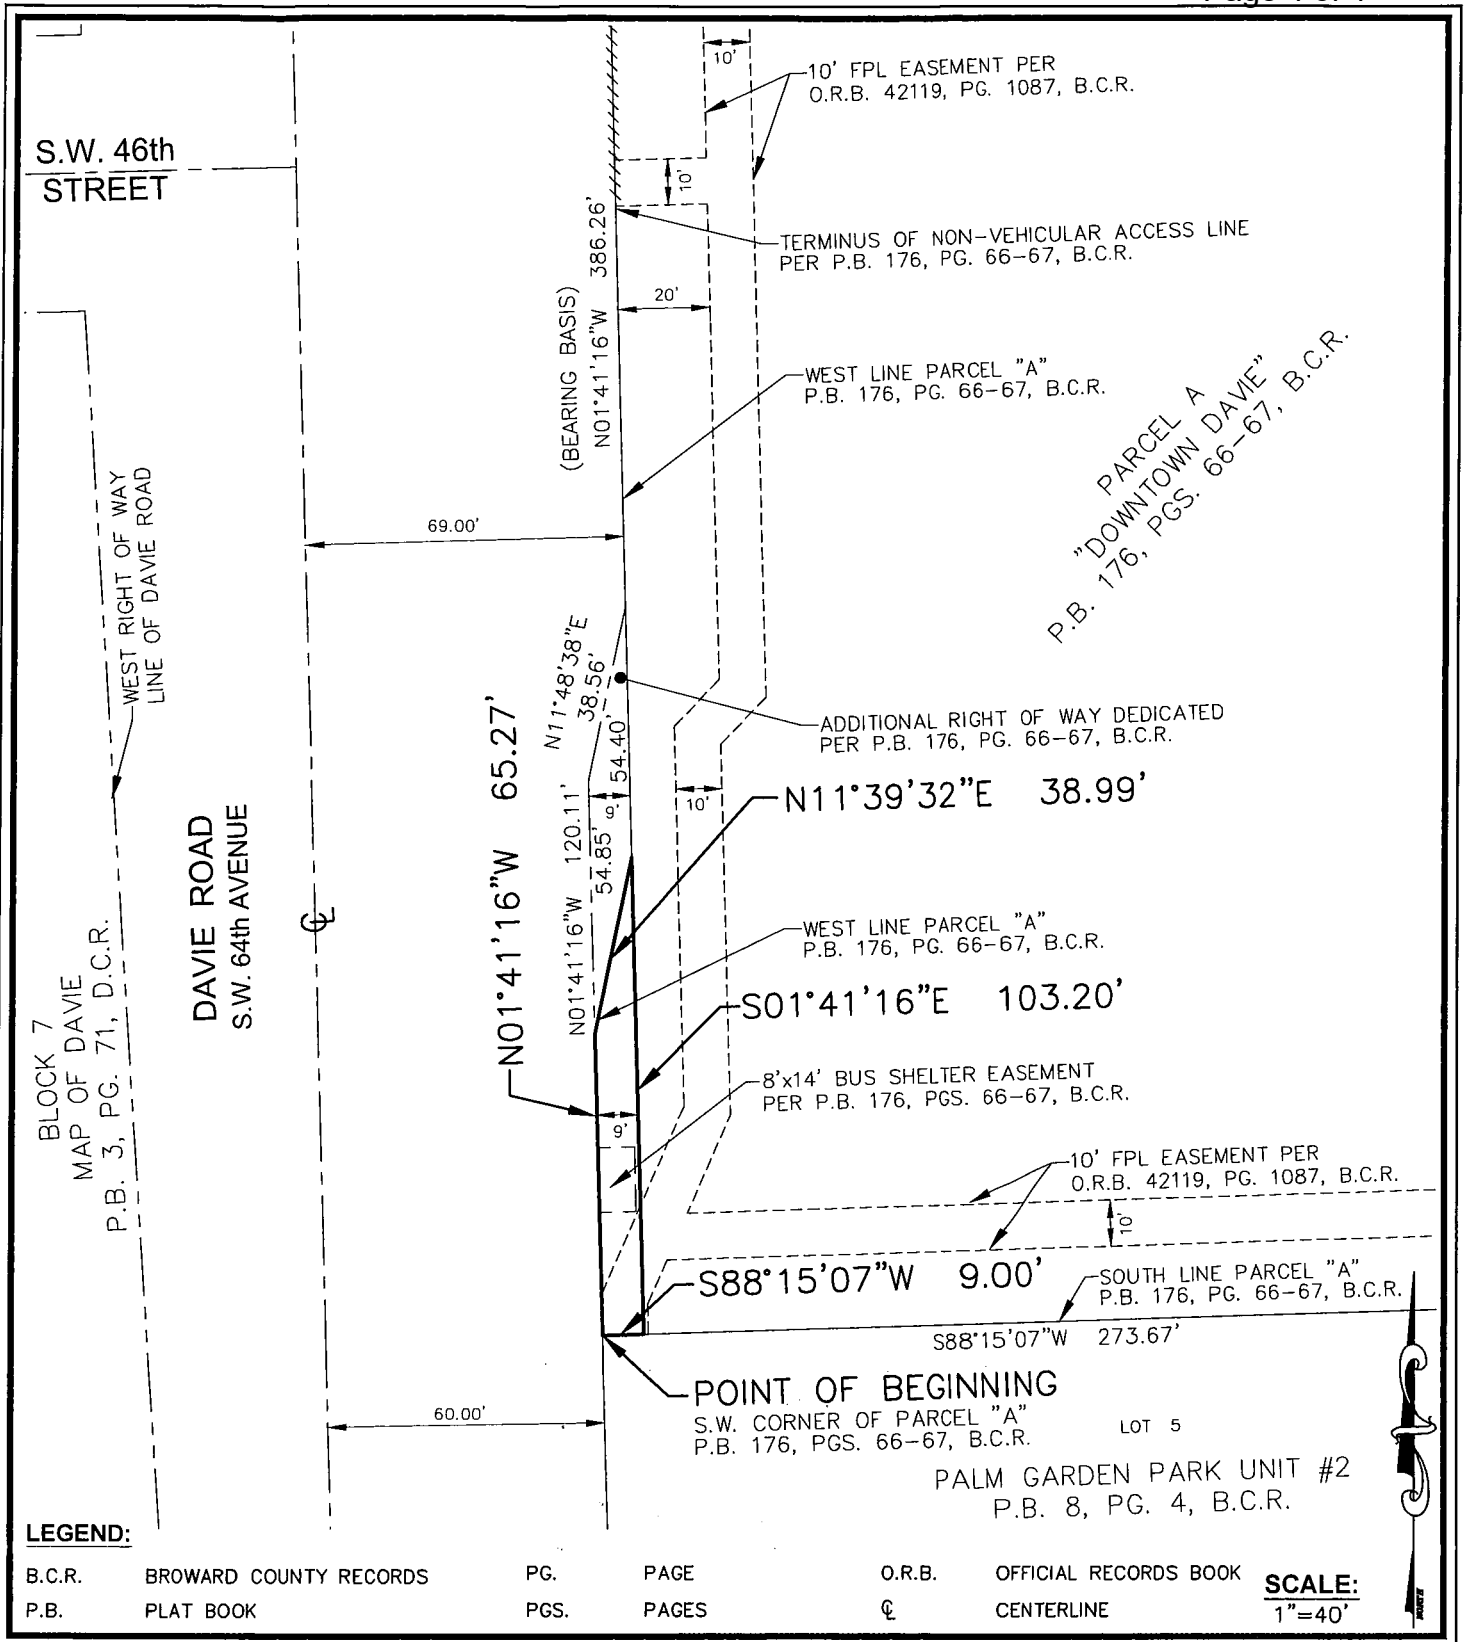 S.W. 46th
STREET
10'
10' FPL EASEMENT PER
O.R.B. 42119, PG. 1087, B.C.R.
10'
TERMINUS OF NON-VEHICULAR ACCESS LINE
PER P.B. 176, PG. 66-67, B.C.R.
(BEARING BASIS)
N01°41'16"W 386.26'
20'
WEST LINE PARCEL "A"
P.B. 176, PG. 66-67, B.C.R.
PARCEL A
"DOWNTOWN DAVIE"
P.B. 176, PGS. 66-67, B.C.R.
WEST RIGHT OF WAY
LINE OF DAVIE ROAD
69.00'
N11°48'38"E
38.56'
54.40'
ADDITIONAL RIGHT OF WAY DEDICATED
PER P.B. 176, PG. 66-67, B.C.R.
N01°41'16"W 65.27'
N01°41'16"W 120.11'
54.85'
9'
10'
N11°39'32"E 38.99'
DAVIE ROAD
S.W. 64th AVENUE
℄
WEST LINE PARCEL "A"
P.B. 176, PG. 66-67, B.C.R.
S01°41'16"E 103.20'
BLOCK 7
MAP OF DAVIE
P.B. 3, PG. 71, D.C.R.
8'x14' BUS SHELTER EASEMENT
PER P.B. 176, PGS. 66-67, B.C.R.
9'
10' FPL EASEMENT PER
O.R.B. 42119, PG. 1087, B.C.R.
10'
S88°15'07"W 9.00'
SOUTH LINE PARCEL "A"
P.B. 176, PG. 66-67, B.C.R.
S88°15'07"W 273.67'
POINT OF BEGINNING
S.W. CORNER OF PARCEL "A"
P.B. 176, PGS. 66-67, B.C.R.
60.00'
LOT 5
PALM GARDEN PARK UNIT #2
P.B. 8, PG. 4, B.C.R.
LEGEND:
B.C.R. BROWARD COUNTY RECORDS PG. PAGE O.R.B. OFFICIAL RECORDS BOOK
P.B. PLAT BOOK PGS. PAGES ℄ CENTERLINE
SCALE:
1"=40'
NORTH